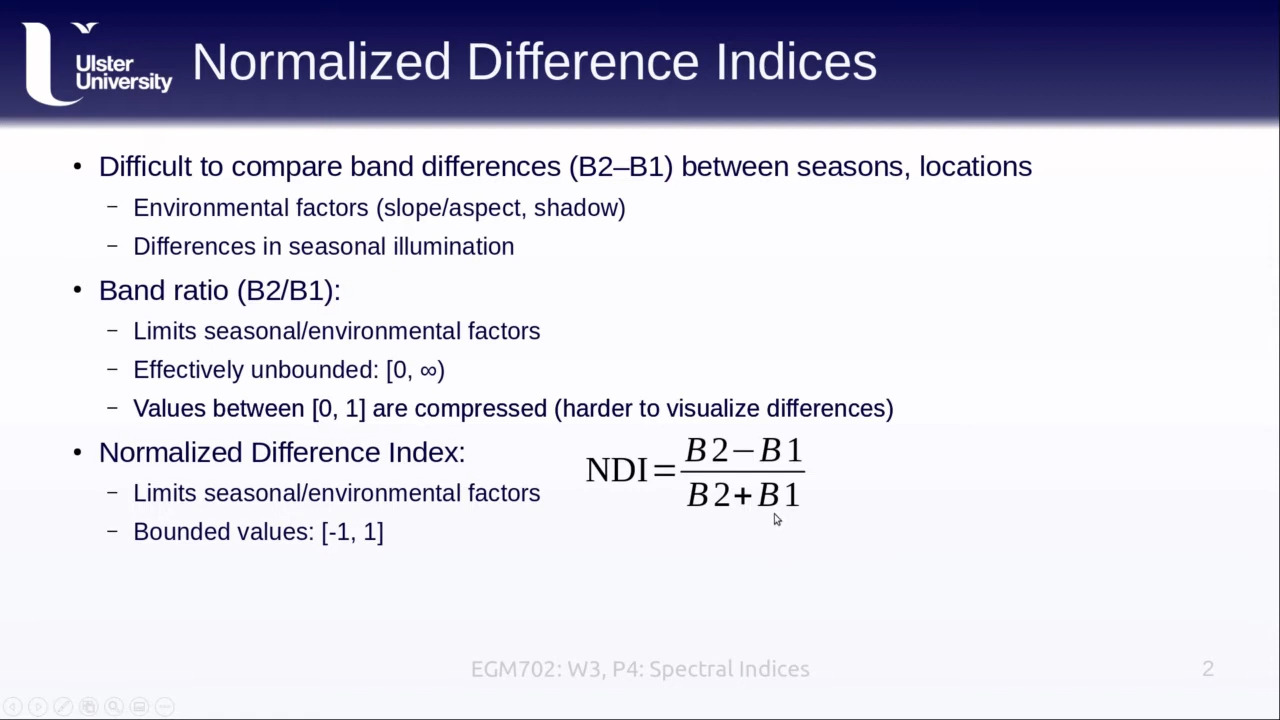 Ulster
University
Normalized Difference Indices
• Difficult to compare band differences (B2–B1) between seasons, locations
– Environmental factors (slope/aspect, shadow)
– Differences in seasonal illumination
• Band ratio (B2/B1):
– Limits seasonal/environmental factors
– Effectively unbounded: [0, ∞)
– Values between [0, 1] are compressed (harder to visualize differences)
• Normalized Difference Index:
– Limits seasonal/environmental factors
– Bounded values: [-1, 1]
B2−B1
NDI=
B2+B1
EGM702: W3, P4: Spectral Indices
2